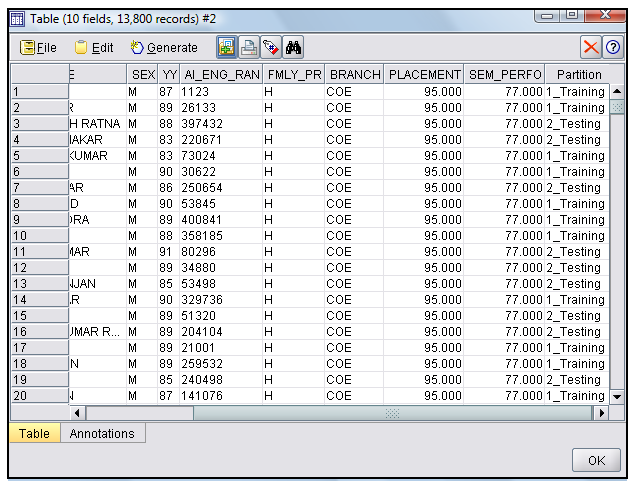 Table (10 fields, 13,800 records) #2
File Edit Generate
E SEX YY AI_ENG_RAN FMLY_PR BRANCH PLACEMENT SEM_PERFO Partition
1 M 87 1123 H COE 95.000 77.000 1_Training
2 R M 89 26133 H COE 95.000 77.000 1_Training
3 H RATNA M 88 397432 H COE 95.000 77.000 2_Testing
4 IAKAR M 83 220671 H COE 95.000 77.000 2_Testing
5 KUMAR M 83 73024 H COE 95.000 77.000 1_Training
6 M 90 30622 H COE 95.000 77.000 1_Training
7 AR M 86 250654 H COE 95.000 77.000 2_Testing
8 D M 90 53845 H COE 95.000 77.000 1_Training
9 DRA M 89 400841 H COE 95.000 77.000 1_Training
10 M 88 358185 H COE 95.000 77.000 1_Training
11 MAR M 91 80296 H COE 95.000 77.000 2_Testing
12 M 89 34880 H COE 95.000 77.000 2_Testing
13 NJAN M 85 53498 H COE 95.000 77.000 2_Testing
14 AR M 90 329736 H COE 95.000 77.000 1_Training
15 M 89 51320 H COE 95.000 77.000 2_Testing
16 UMAR R... M 89 204104 H COE 95.000 77.000 2_Testing
17 M 89 21001 H COE 95.000 77.000 1_Training
18 N M 89 259532 H COE 95.000 77.000 1_Training
19 M 85 240498 H COE 95.000 77.000 2_Testing
20 M 87 141076 H COE 95.000 77.000 1_Training
Table Annotations
OK